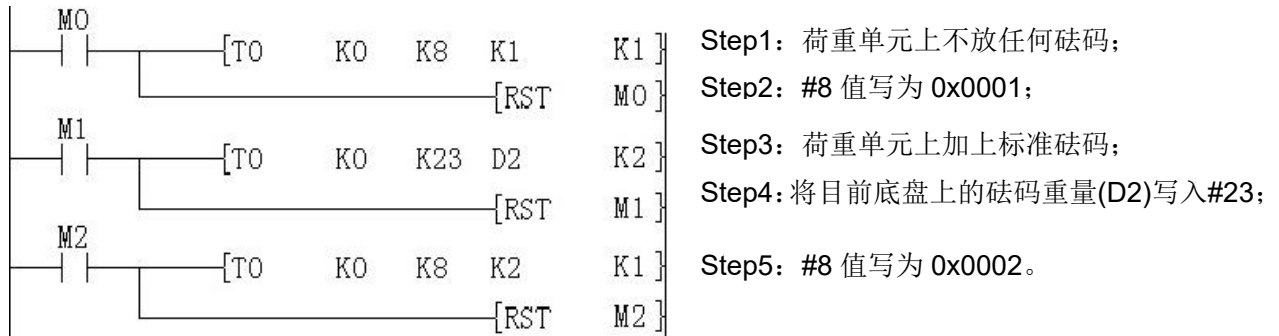 M0
[TO K0 K8 K1 K1] Step1：荷重单元上不放任何砝码；
[RST M0] Step2：#8 值写为 0x0001；
M1
[TO K0 K23 D2 K2] Step3：荷重单元上加上标准砝码；
[RST M1] Step4：将目前底盘上的砝码重量(D2)写入#23；
M2
[TO K0 K8 K2 K1] Step5：#8 值写为 0x0002。
[RST M2]